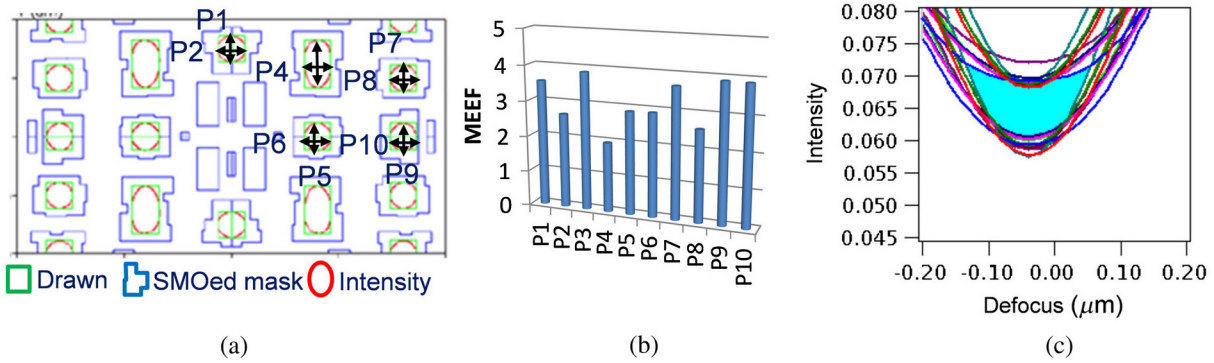 P1
P2
P4
P7
P8
P6
P10
P5
P9
Drawn
SMOed mask
Intensity
(a)
MEEF
5
4
3
2
1
0
P1
P2
P3
P4
P5
P6
P7
P8
P9
P10
(b)
Intensity
0.080
0.075
0.070
0.065
0.060
0.055
0.050
0.045
-0.20 -0.10 0.00 0.10 0.20
Defocus (μm)
(c)